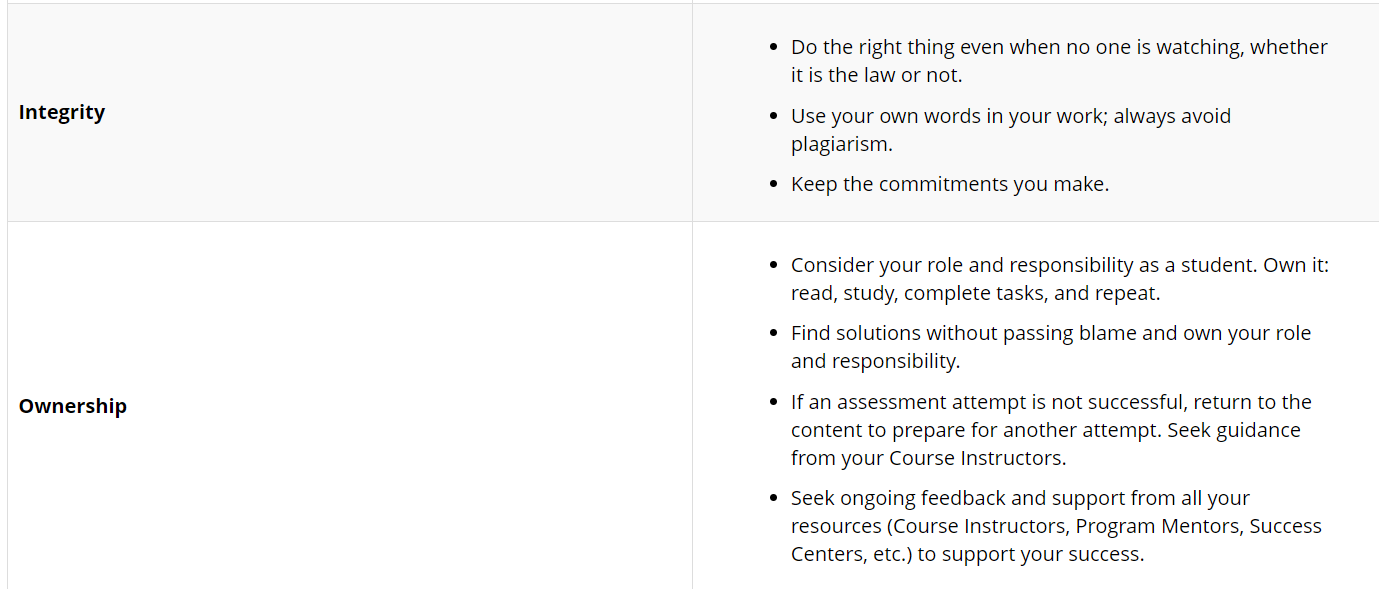 Integrity
• Do the right thing even when no one is watching, whether
it is the law or not.
• Use your own words in your work; always avoid
plagiarism.
• Keep the commitments you make.
Ownership
• Consider your role and responsibility as a student. Own it:
read, study, complete tasks, and repeat.
• Find solutions without passing blame and own your role
and responsibility.
• If an assessment attempt is not successful, return to the
content to prepare for another attempt. Seek guidance
from your Course Instructors.
• Seek ongoing feedback and support from all your
resources (Course Instructors, Program Mentors, Success
Centers, etc.) to support your success.